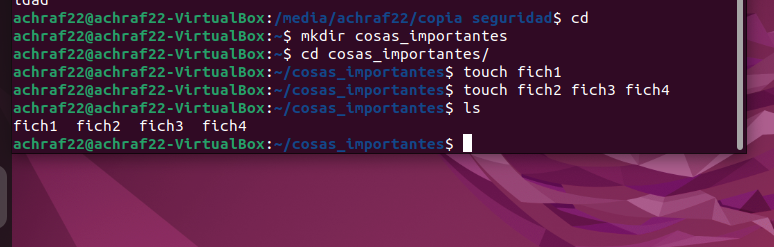 achraf22@achraf22-VirtualBox:/media/achraf22/copia seguridad$ cd
achraf22@achraf22-VirtualBox:~$ mkdir cosas_importantes
achraf22@achraf22-VirtualBox:~$ cd cosas_importantes/
achraf22@achraf22-VirtualBox:~/cosas_importantes$ touch fich1
achraf22@achraf22-VirtualBox:~/cosas_importantes$ touch fich2 fich3 fich4
achraf22@achraf22-VirtualBox:~/cosas_importantes$ ls
fich1  fich2  fich3  fich4
achraf22@achraf22-VirtualBox:~/cosas_importantes$